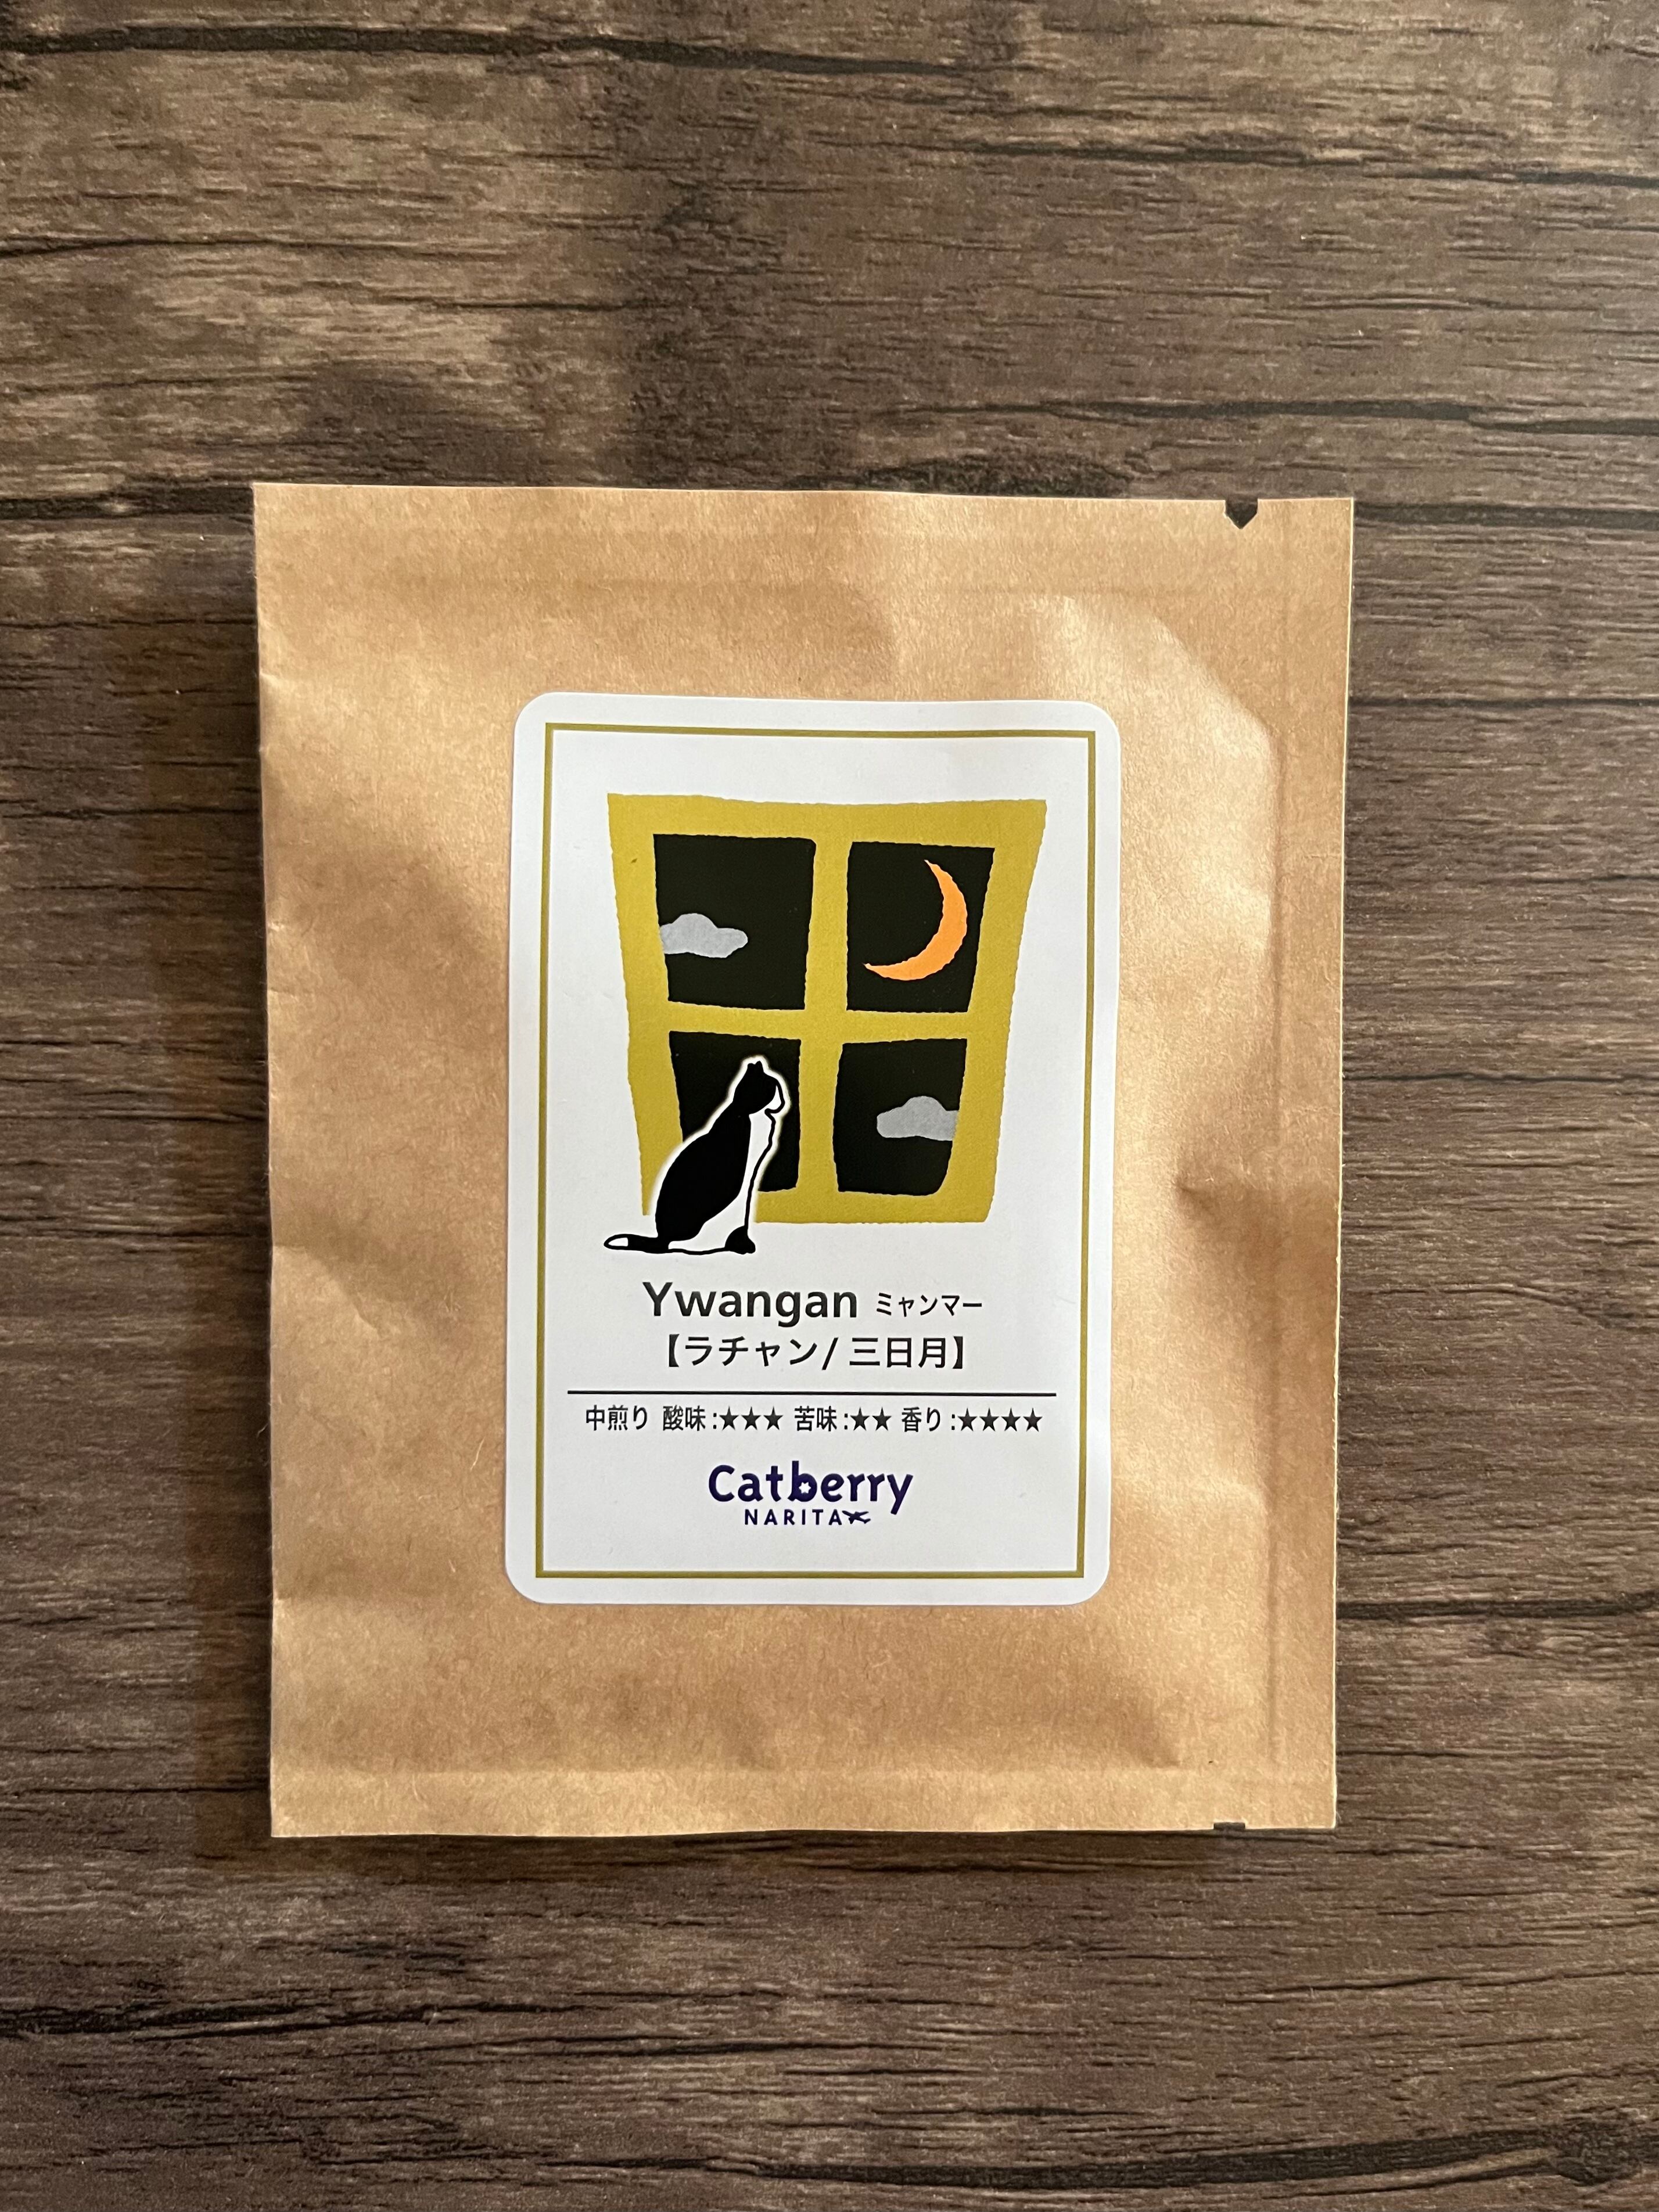 Ywangan ミャンマー
【ラチャン/ 三日月】
中煎り 酸味:★★★ 苦味:★★ 香り:★★★★
Catberry
NARITA